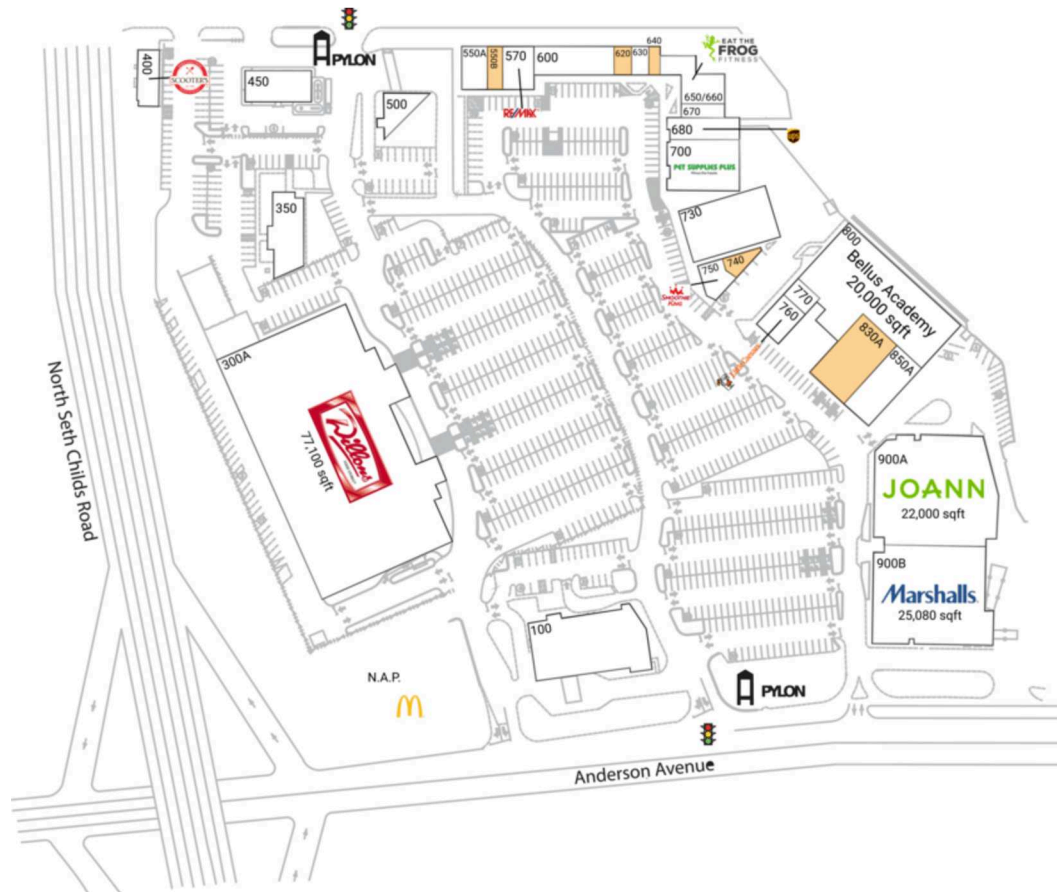 400
SCOOTER'S
450
PYLON
500
550A
550B
570
600
620
630
640
EAT THE
FROG
FITNESS
RE/MAX
650/660
670
680
700
PET SUPPLIES PLUS
350
730
740
750
SMOOTHIE
KING
800
Bellus Academy
20,000 sqft
770
760
830A
850A
300A
Willows
77,100 sqft
North Seth Childs Road
900A
JOANN
22,000 sqft
900B
Marshalls
25,080 sqft
100
N.A.P.
PYLON
Anderson Avenue